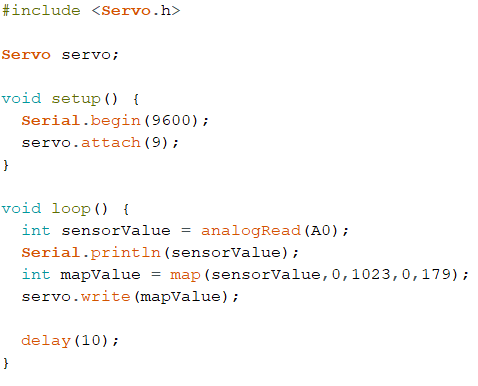 #include <Servo.h>

Servo servo;

void setup() {
  Serial.begin(9600);
  servo.attach(9);
}

void loop() {
  int sensorValue = analogRead(A0);
  Serial.println(sensorValue);
  int mapValue = map(sensorValue,0,1023,0,179);
  servo.write(mapValue);

  delay(10);
}